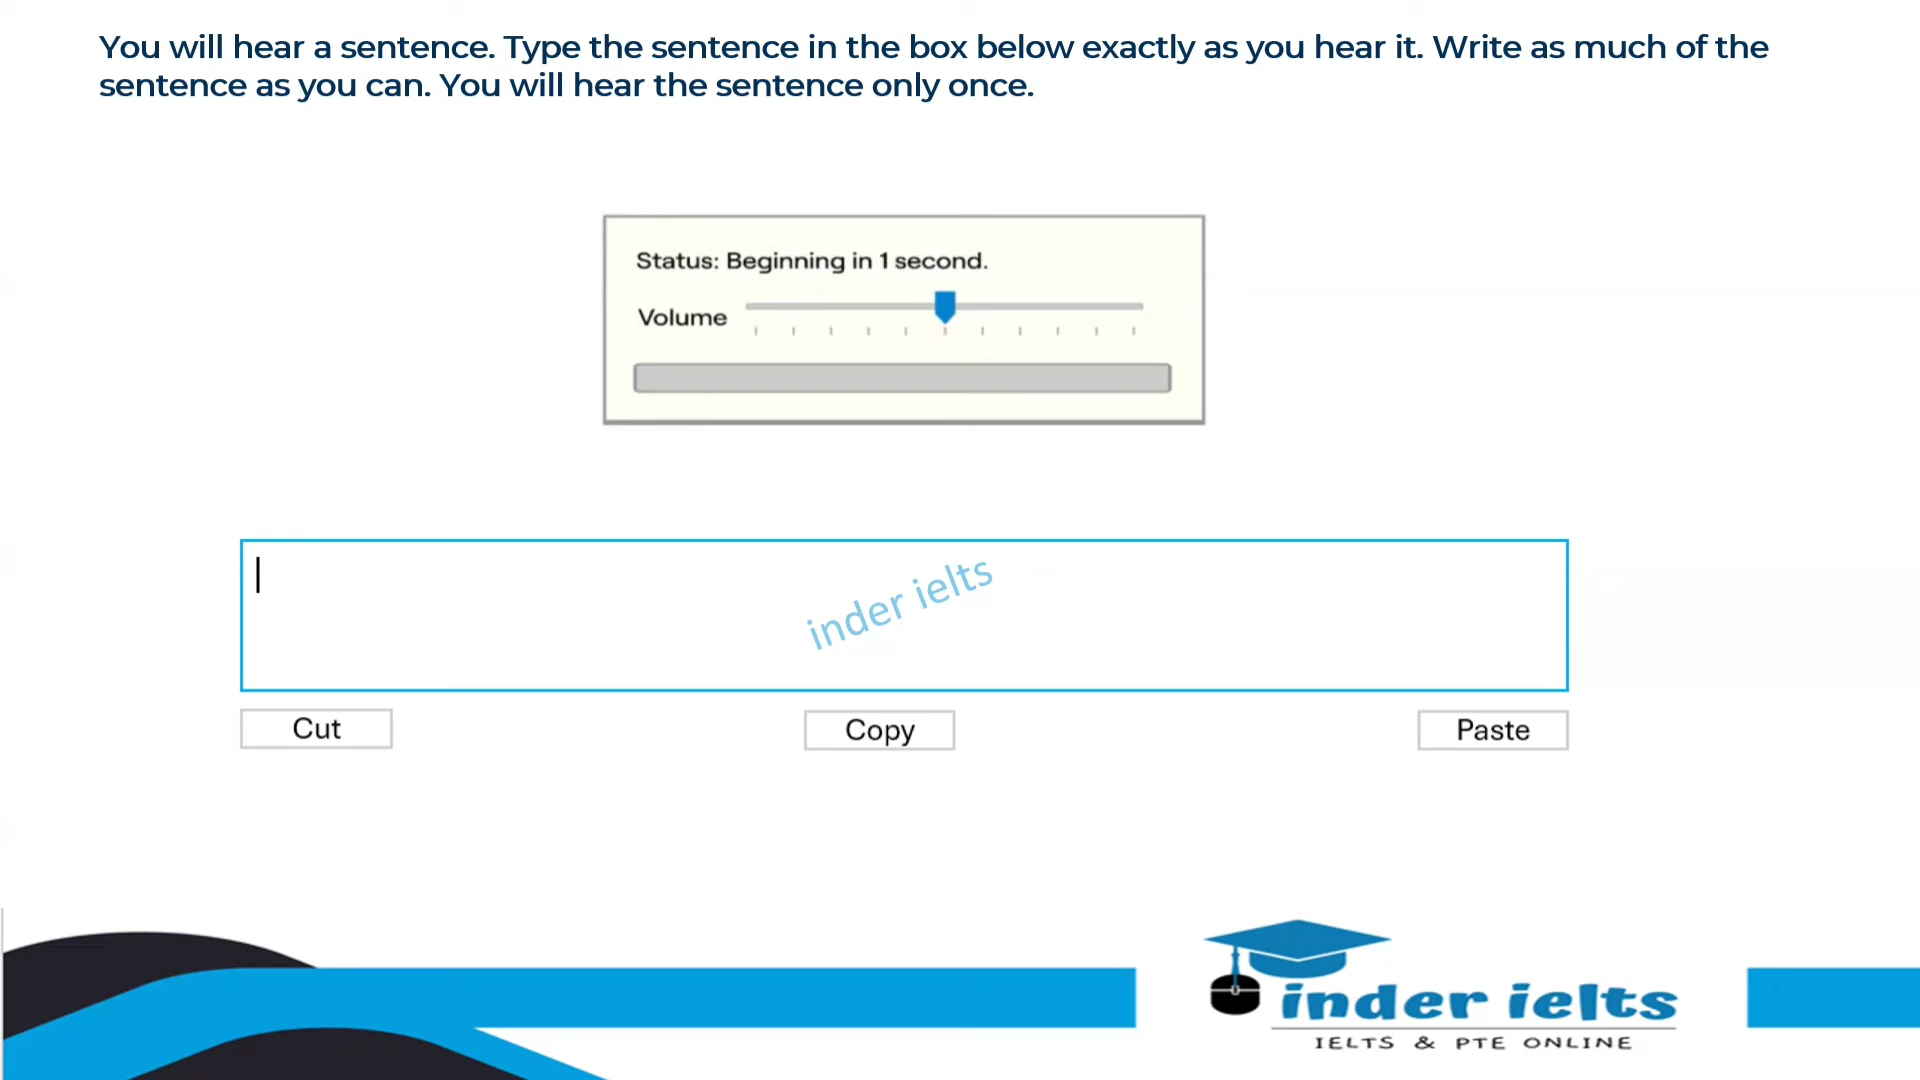 You will hear a sentence. Type the sentence in the box below exactly as you hear it. Write as much of the
sentence as you can. You will hear the sentence only once.
Status: Beginning in 1 second.
Volume
inder ielts
Cut
Copy
Paste
inder ielts
IELTS & PTE ONLINE